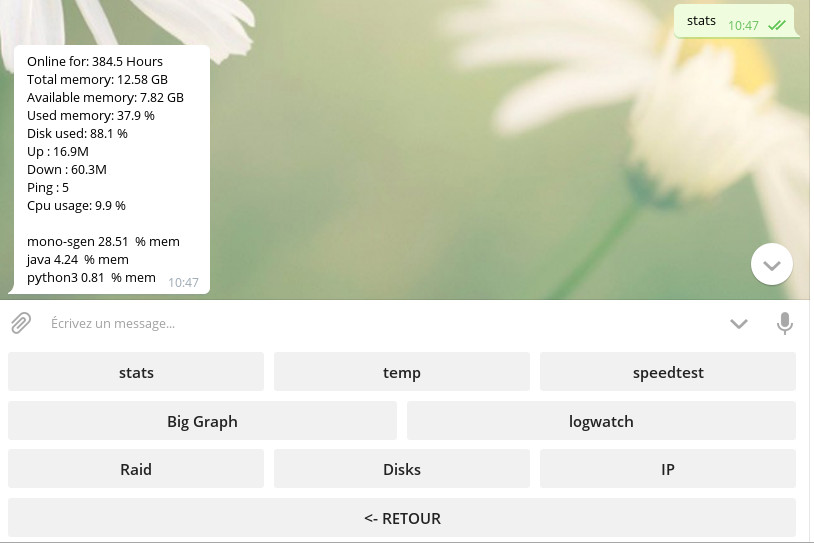 stats 10:47
Online for: 384.5 Hours
Total memory: 12.58 GB
Available memory: 7.82 GB
Used memory: 37.9 %
Disk used: 88.1 %
Up : 16.9M
Down : 60.3M
Ping : 5
Cpu usage: 9.9 %
mono-sgen 28.51 % mem
java 4.24 % mem
python3 0.81 % mem 10:47
Écrivez un message...
stats temp speedtest
Big Graph logwatch
Raid Disks IP
<- RETOUR